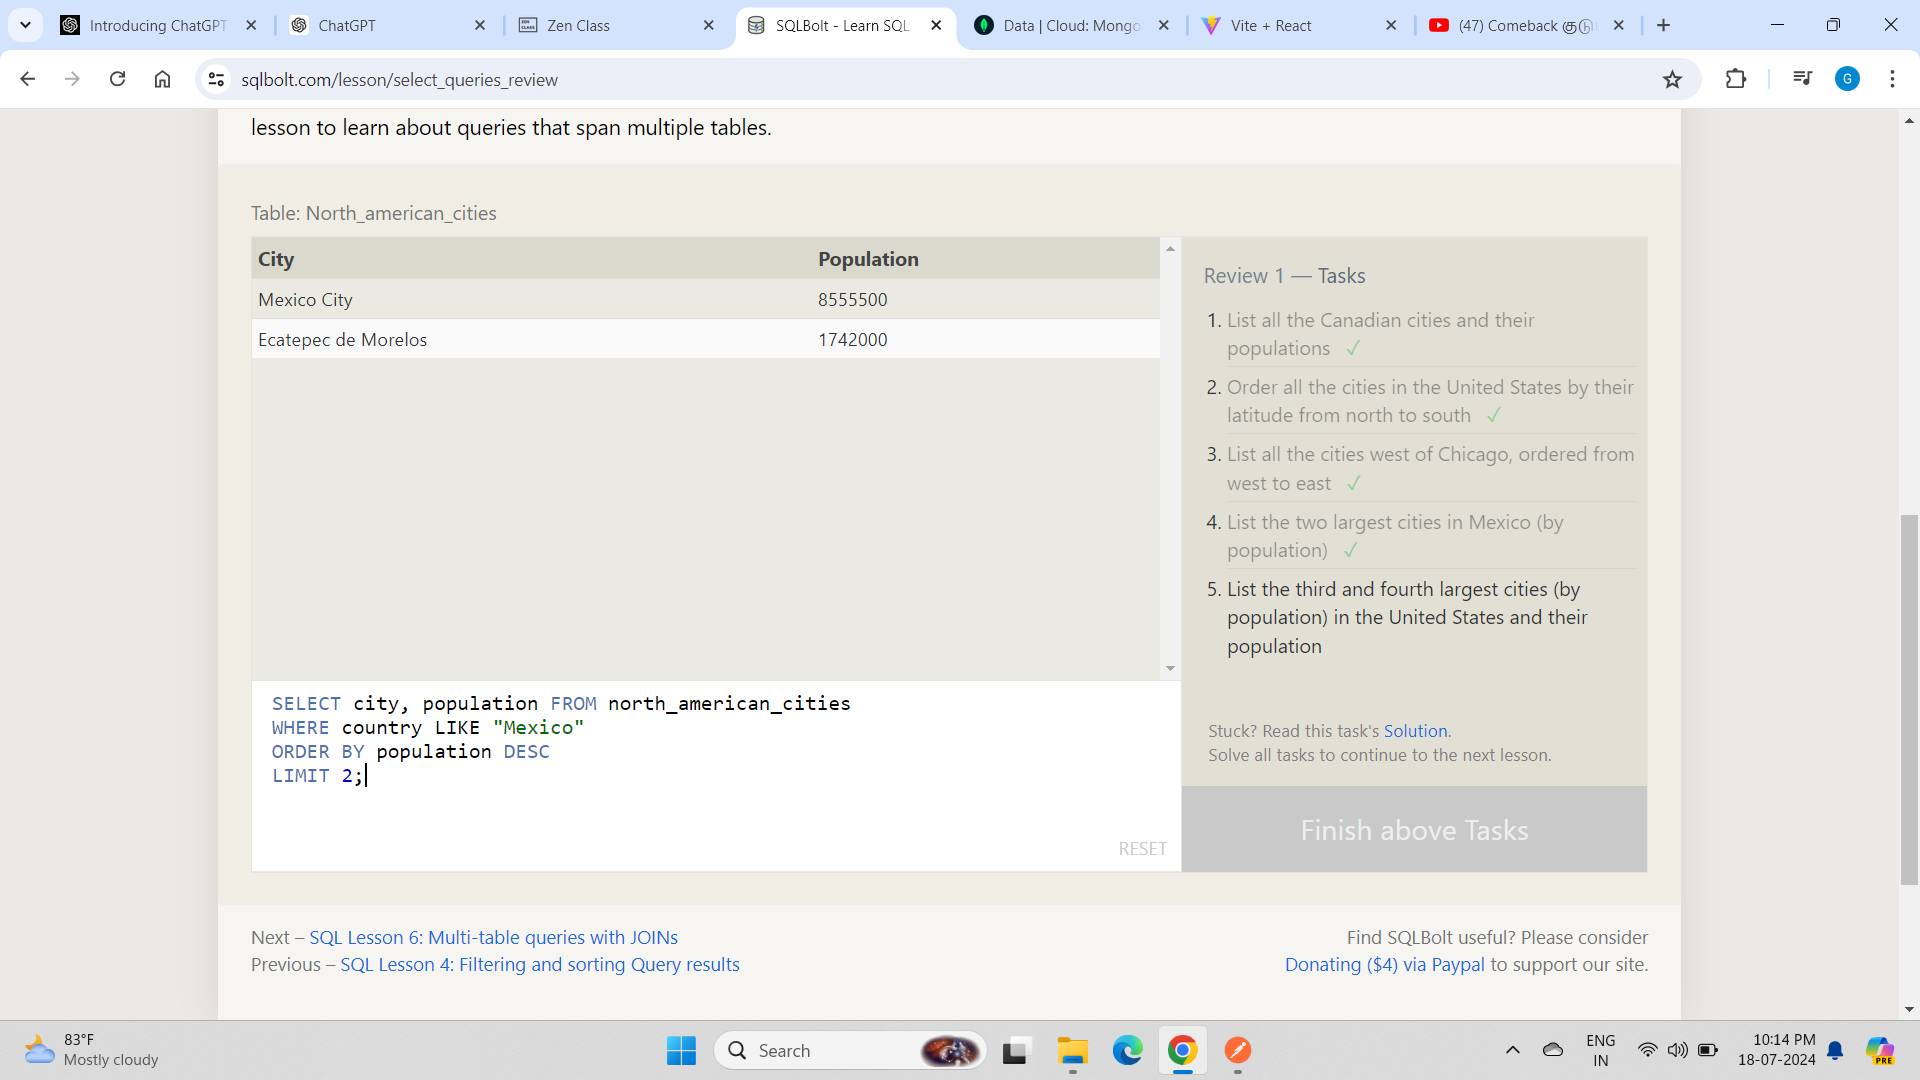 Introducing ChatGPT
ChatGPT
Zen Class
SQLBolt - Learn SQL
Data | Cloud: Mongo
Vite + React
(47) Comeback
sqlbolt.com/lesson/select_queries_review
G
lesson to learn about queries that span multiple tables.
Table: North_american_cities
City Population
Mexico City 8555500
Ecatepec de Morelos 1742000
Review 1 — Tasks
1. List all the Canadian cities and their
populations ✓
2. Order all the cities in the United States by their
latitude from north to south ✓
3. List all the cities west of Chicago, ordered from
west to east ✓
4. List the two largest cities in Mexico (by
population) ✓
5. List the third and fourth largest cities (by
population) in the United States and their
population
Stuck? Read this task's Solution.
Solve all tasks to continue to the next lesson.
Finish above Tasks
SELECT city, population FROM north_american_cities
WHERE country LIKE "Mexico"
ORDER BY population DESC
LIMIT 2;
RESET
Next – SQL Lesson 6: Multi-table queries with JOINs
Previous – SQL Lesson 4: Filtering and sorting Query results
Find SQLBolt useful? Please consider
Donating ($4) via Paypal to support our site.
83°F
Mostly cloudy
Search
ENG
IN
10:14 PM
18-07-2024
PRE